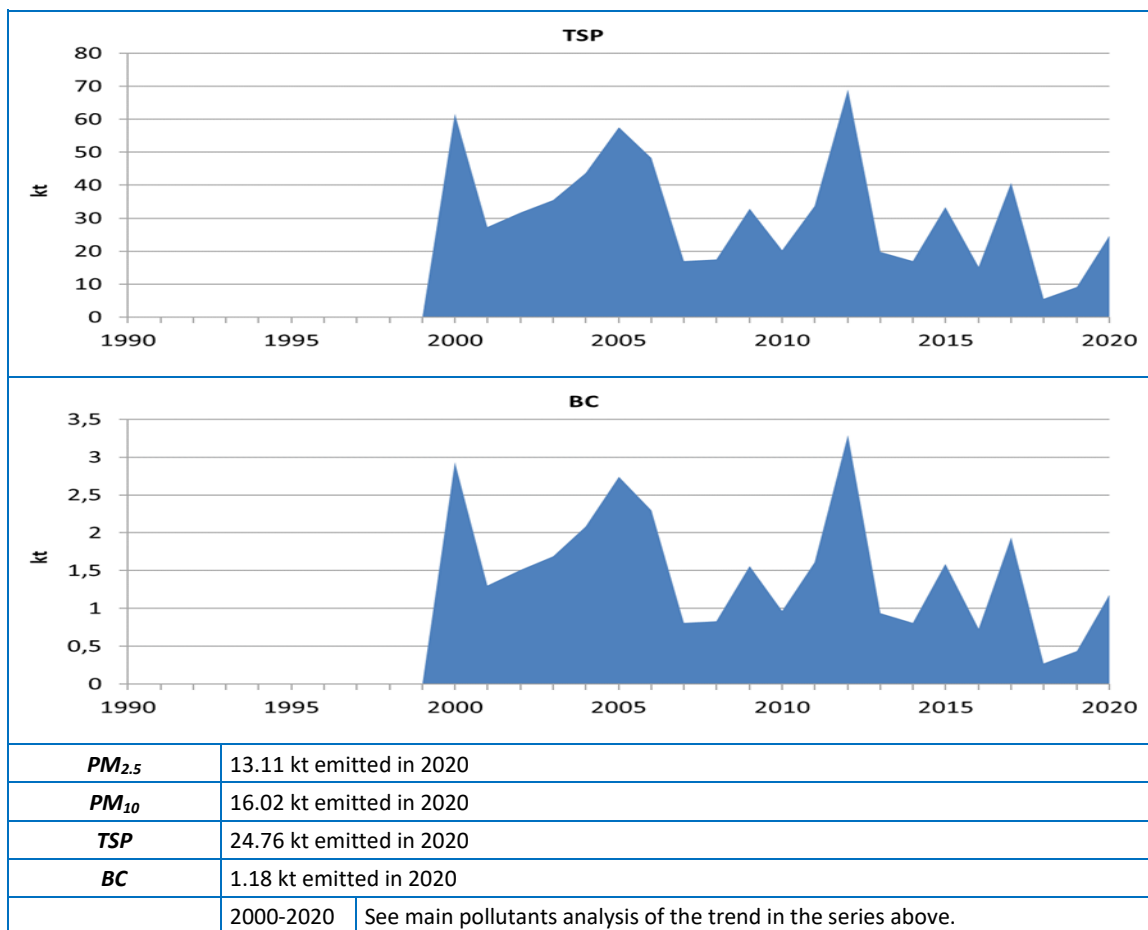 TSP
80
70
60
50
40
30
20
10
0
kt
1990 1995 2000 2005 2010 2015 2020
BC
3,5
3
2,5
2
1,5
1
0,5
0
kt
1990 1995 2000 2005 2010 2015 2020
PM2.5 13.11 kt emitted in 2020
PM10 16.02 kt emitted in 2020
TSP 24.76 kt emitted in 2020
BC 1.18 kt emitted in 2020
2000-2020 See main pollutants analysis of the trend in the series above.